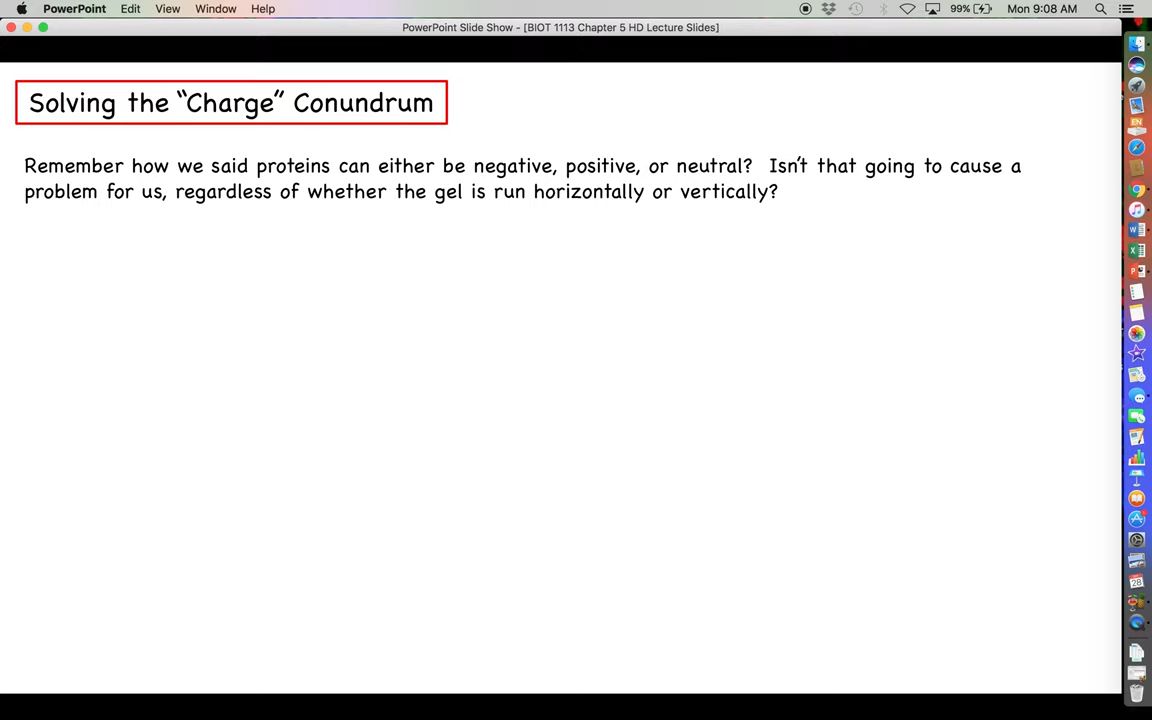 PowerPoint Edit View Window Help 99% Mon 9:08 AM
PowerPoint Slide Show - [BIOT 1113 Chapter 5 HD Lecture Slides]
Solving the “Charge” Conundrum
Remember how we said proteins can either be negative, positive, or neutral? Isn’t that going to cause a
problem for us, regardless of whether the gel is run horizontally or vertically?
EN
28